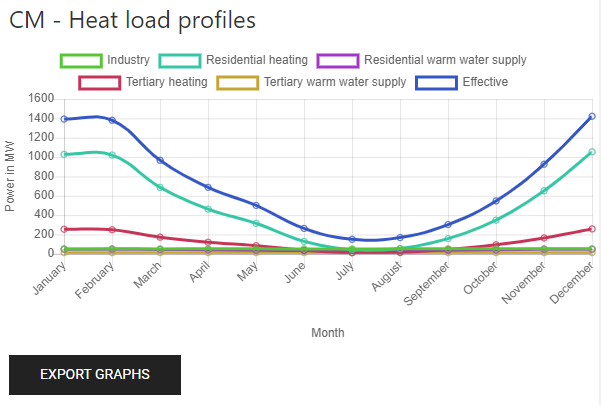 CM - Heat load profiles
Industry Residential heating Residential warm water supply
Tertiary heating Tertiary warm water supply Effective
1600
1400
1200
1000
800
600
400
200
0
Power in MW
January February March April May June July August September October November December
Month
EXPORT GRAPHS